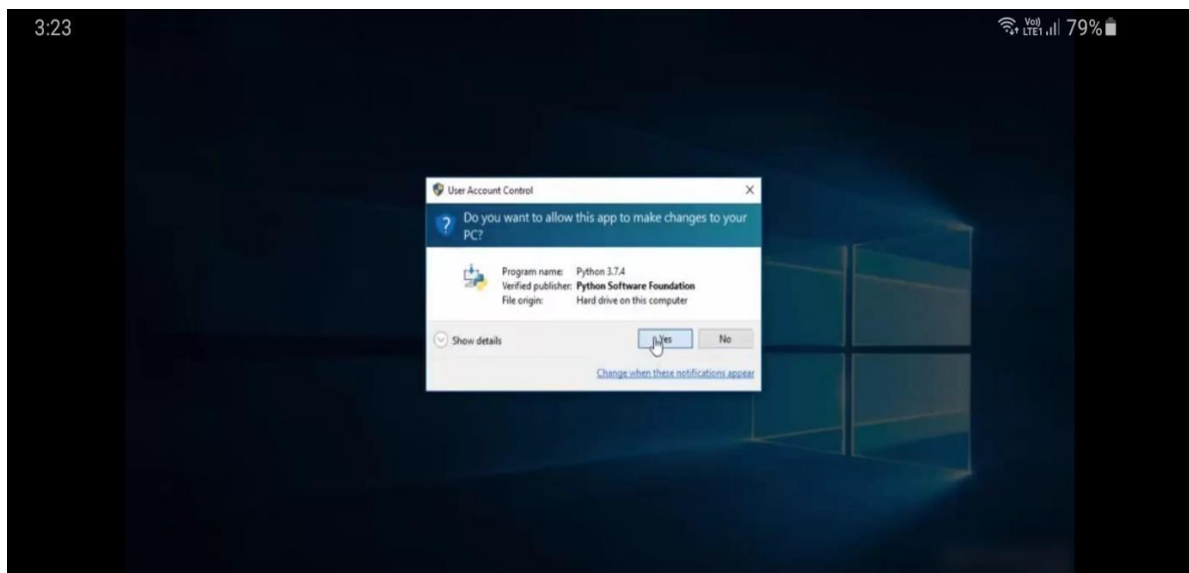 3:23
Vo)) LTE1 79%
User Account Control
Do you want to allow this app to make changes to your
PC?
Program name: Python 3.7.4
Verified publisher: Python Software Foundation
File origin: Hard drive on this computer
Show details
Yes No
Change when these notifications appear